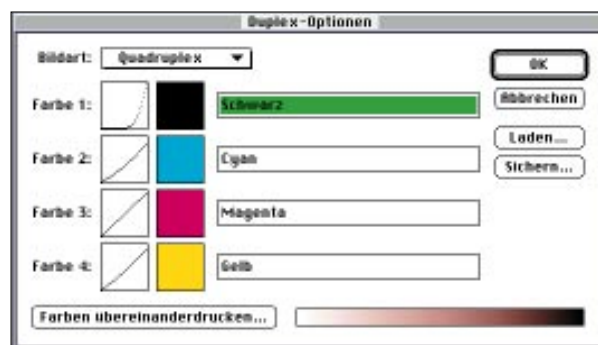 Duplex-Optionen
Bildart: Quadruplex
OK
Farbe 1: Schwarz
Abbrechen
Laden...
Farbe 2: Cyan
Sichern...
Farbe 3: Magenta
Farbe 4: Gelb
Farben übereinanderdrucken...